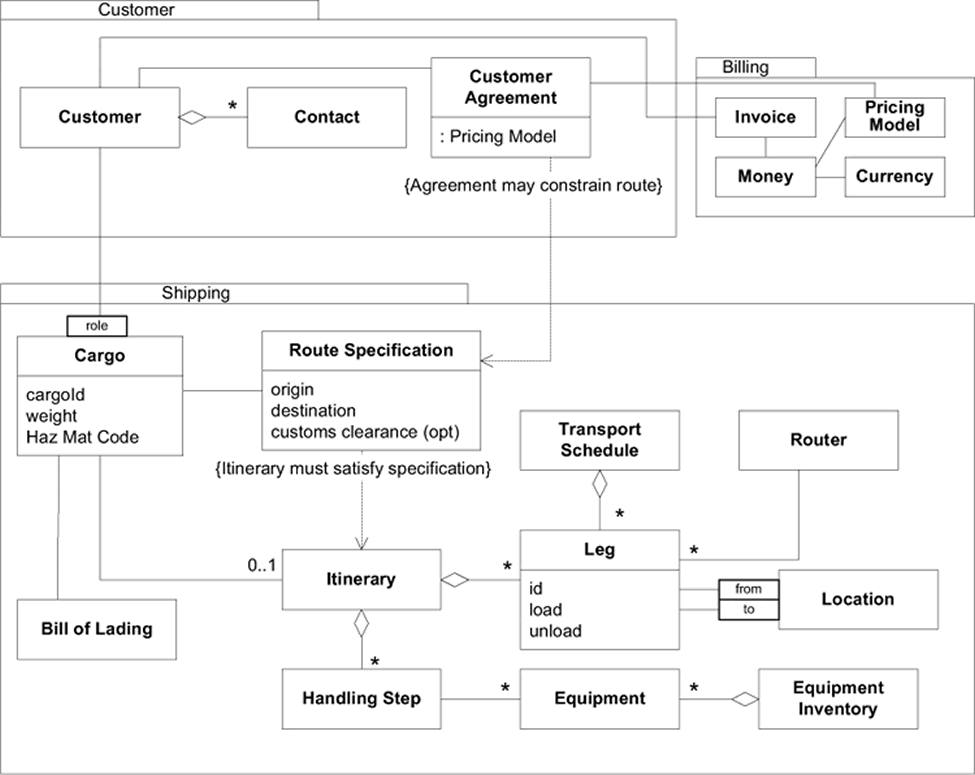 Customer
Customer
*
Contact
Customer
Agreement
: Pricing Model
{Agreement may constrain route}
Billing
Invoice
Pricing
Model
Money
Currency
Shipping
role
Cargo
cargoId
weight
Haz Mat Code
Route Specification
origin
destination
customs clearance (opt)
{Itinerary must satisfy specification}
Transport
Schedule
Router
*
Leg
*
id
load
unload
from
to
Location
0..1
Itinerary
*
Bill of Lading
*
Handling Step
*
Equipment
*
Equipment
Inventory